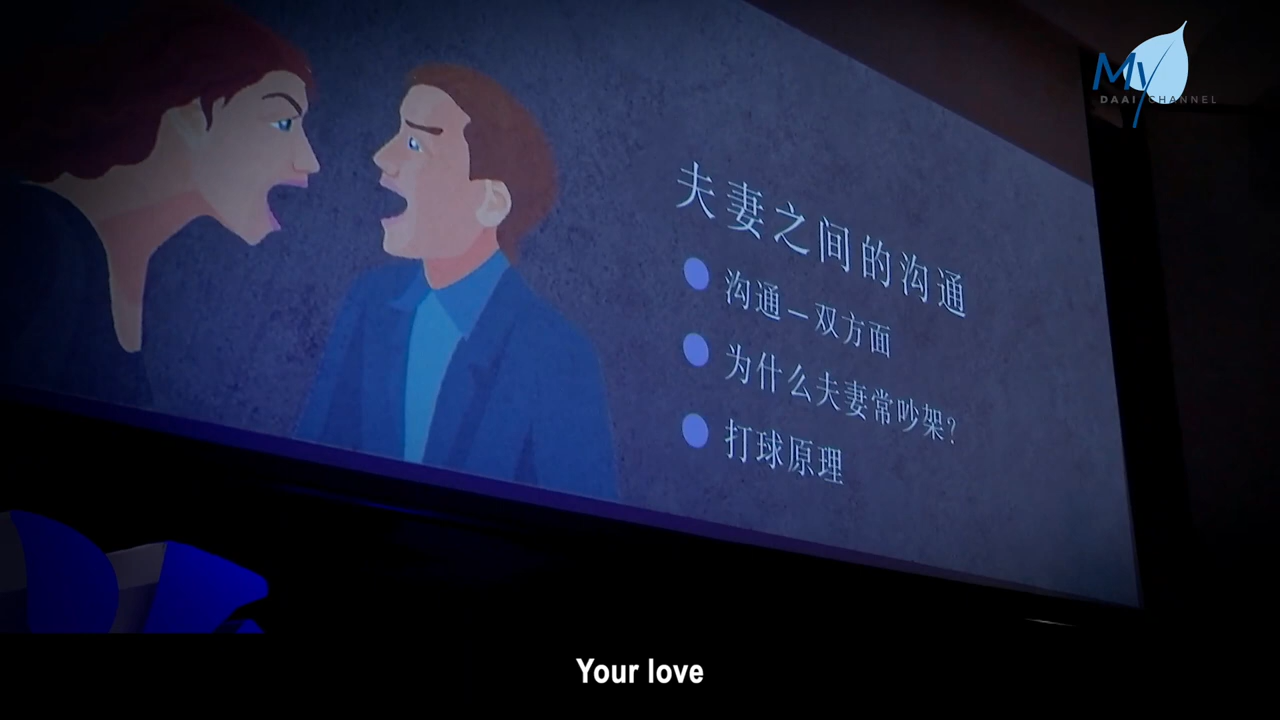 My
DAAI CHANNEL
夫妻之间的沟通
沟通–双方面
为什么夫妻常吵架?
打球原理
Your love